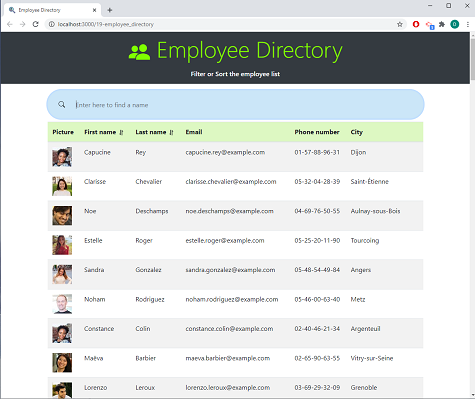 Employee Directory
localhost:3000/19-employee_directory
Employee Directory
Filter or Sort the employee list
Enter here to find a name
Picture First name Last name Email Phone number City
Capucine Rey capucine.rey@example.com 01-57-88-96-31 Dijon
Clarisse Chevalier clarisse.chevalier@example.com 05-32-04-28-39 Saint-Étienne
Noe Deschamps noe.deschamps@example.com 04-69-76-50-55 Aulnay-sous-Bois
Estelle Roger estelle.roger@example.com 05-25-20-11-90 Tourcoing
Sandra Gonzalez sandra.gonzalez@example.com 05-48-54-49-84 Angers
Noham Rodriguez noham.rodriguez@example.com 05-46-00-63-40 Metz
Constance Colin constance.colin@example.com 02-40-46-21-34 Argenteuil
Maëva Barbier maeva.barbier@example.com 02-65-90-63-55 Vitry-sur-Seine
Lorenzo Leroux lorenzo.leroux@example.com 03-69-29-32-09 Grenoble